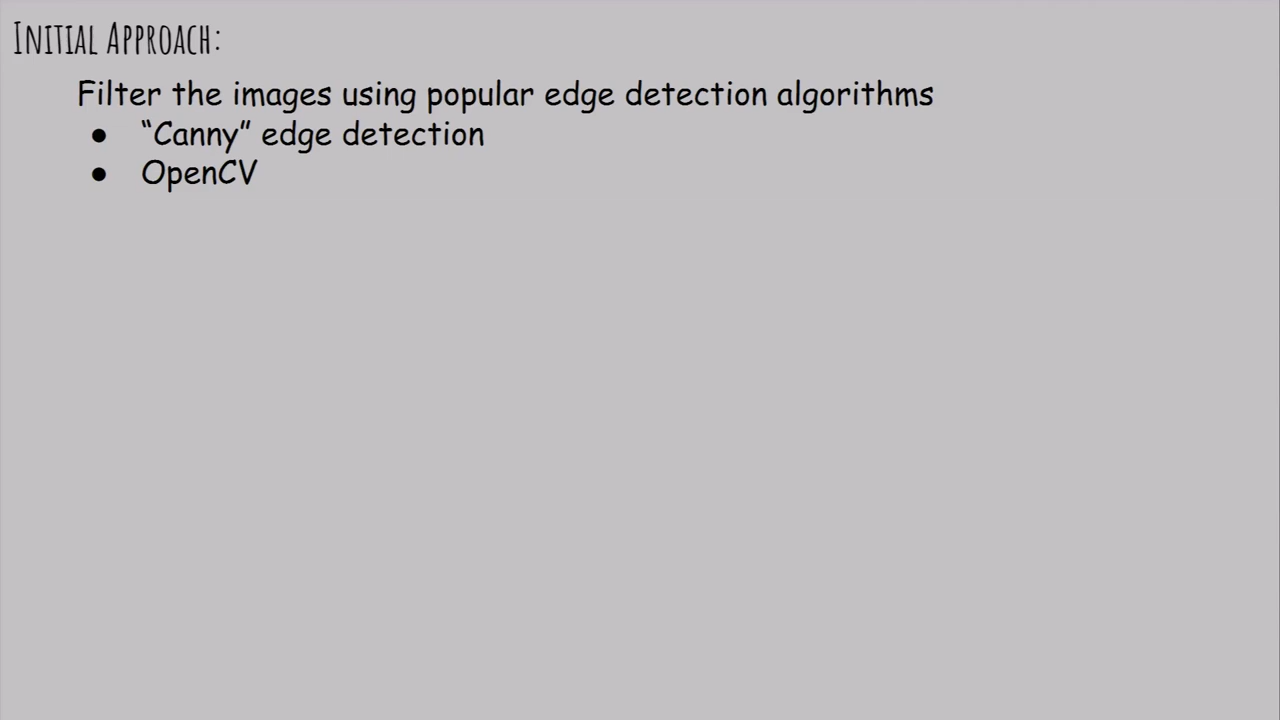 Initial Approach:
Filter the images using popular edge detection algorithms
● “Canny” edge detection
● OpenCV